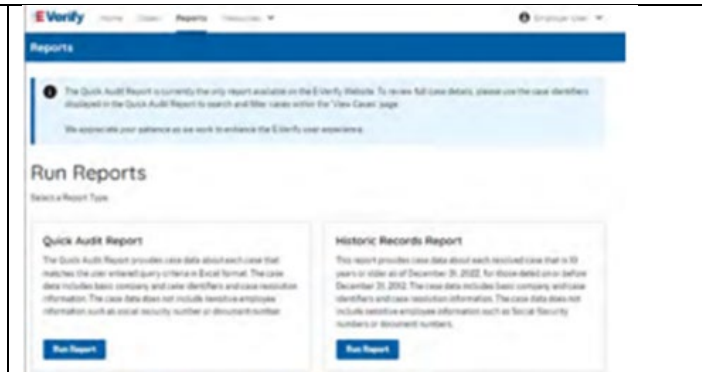 E-Verify Home Cases Reports Resources Employer User
Reports
The Quick Audit Report is currently the only report available on the E-Verify Website. To review full case details, please use the case identifiers
displayed in the Quick Audit Report to search and filter cases within the 'View Cases' page.
We appreciate your patience as we work to enhance the E-Verify user experience.
Run Reports
Select a Report Type
Quick Audit Report
The Quick Audit Report provides case data about each case that
matches the user entered query criteria in Excel format. The case
data includes basic company and case identifiers and case resolution
information. The case data does not include sensitive employee
information such as social security number or document number.
Run Report
Historic Records Report
This report provides case data about each resolved case that is 10
years or older as of December 31, 2022, for those dated on or before
December 31, 2012. The case data includes basic company and case
identifiers and case resolution information. The case data does not
include sensitive employee information such as Social Security
numbers or document numbers.
Run Report